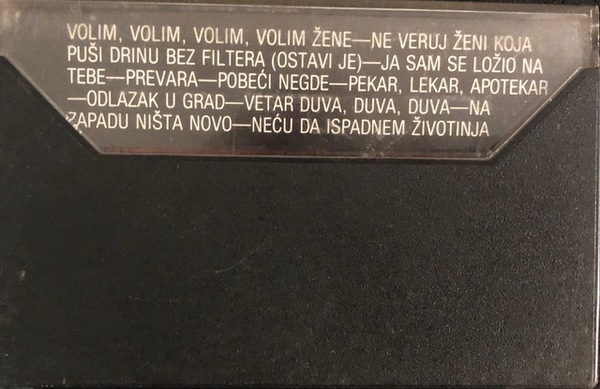 VOLIM, VOLIM, VOLIM, VOLIM ŽENE—NE VERUJ ŽENI KOJA
PUŠI DRINU BEZ FILTERA (OSTAVI JE)—JA SAM SE LOŽIO NA
TEBE—PREVARA—POBEĆI NEGDE—PEKAR, LEKAR, APOTEKAR
—ODLAZAK U GRAD—VETAR DUVA, DUVA, DUVA—NA
ZAPADU NIŠTA NOVO—NEĆU DA ISPADNEM ŽIVOTINJA